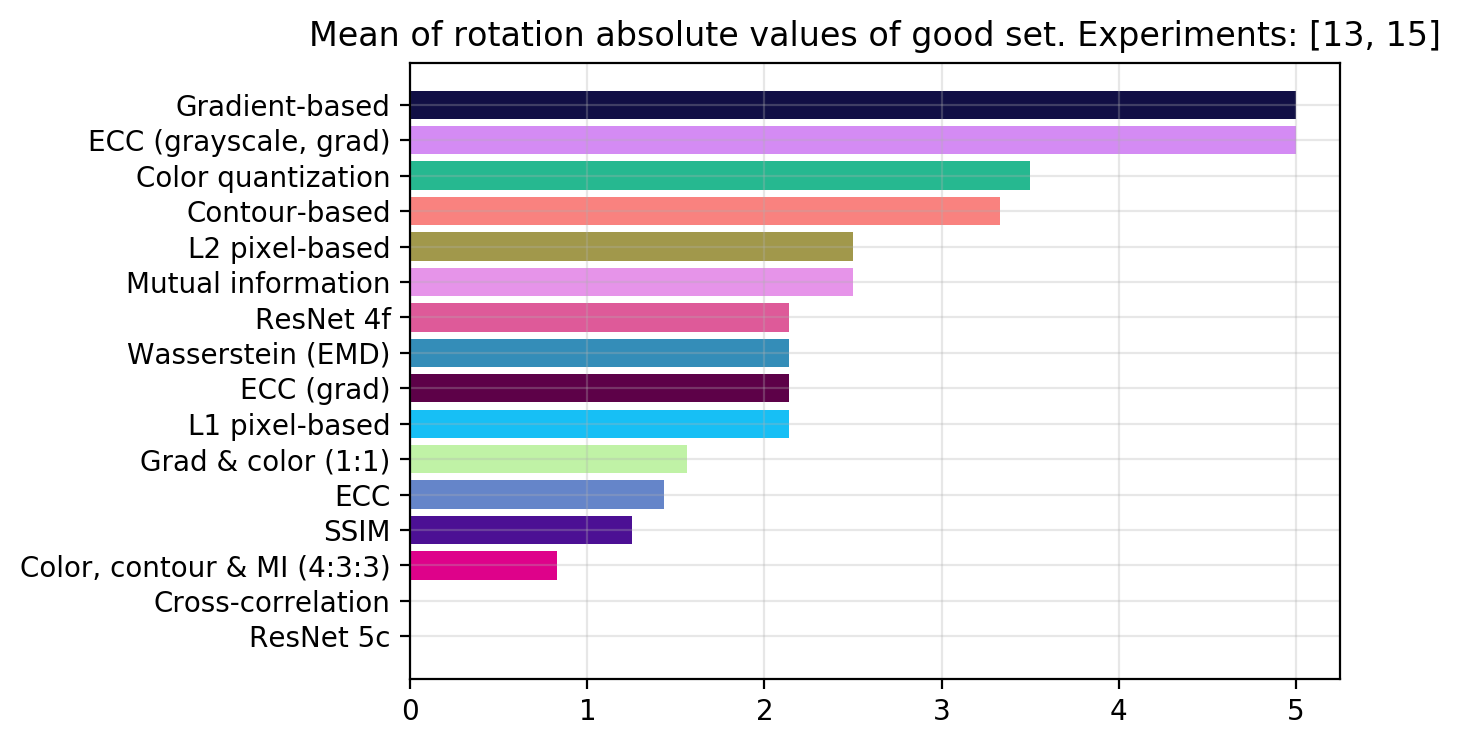 Mean of rotation absolute values of good set. Experiments: [13, 15]
Gradient-based
ECC (grayscale, grad)
Color quantization
Contour-based
L2 pixel-based
Mutual information
ResNet 4f
Wasserstein (EMD)
ECC (grad)
L1 pixel-based
Grad & color (1:1)
ECC
SSIM
Color, contour & MI (4:3:3)
Cross-correlation
ResNet 5c
0 1 2 3 4 5